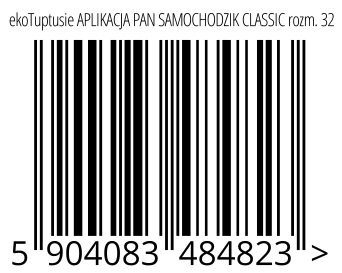 ekoTuptusie APLIKACJA PAN SAMOCHODZIK CLASSIC rozm. 32
5 904083 484823 >